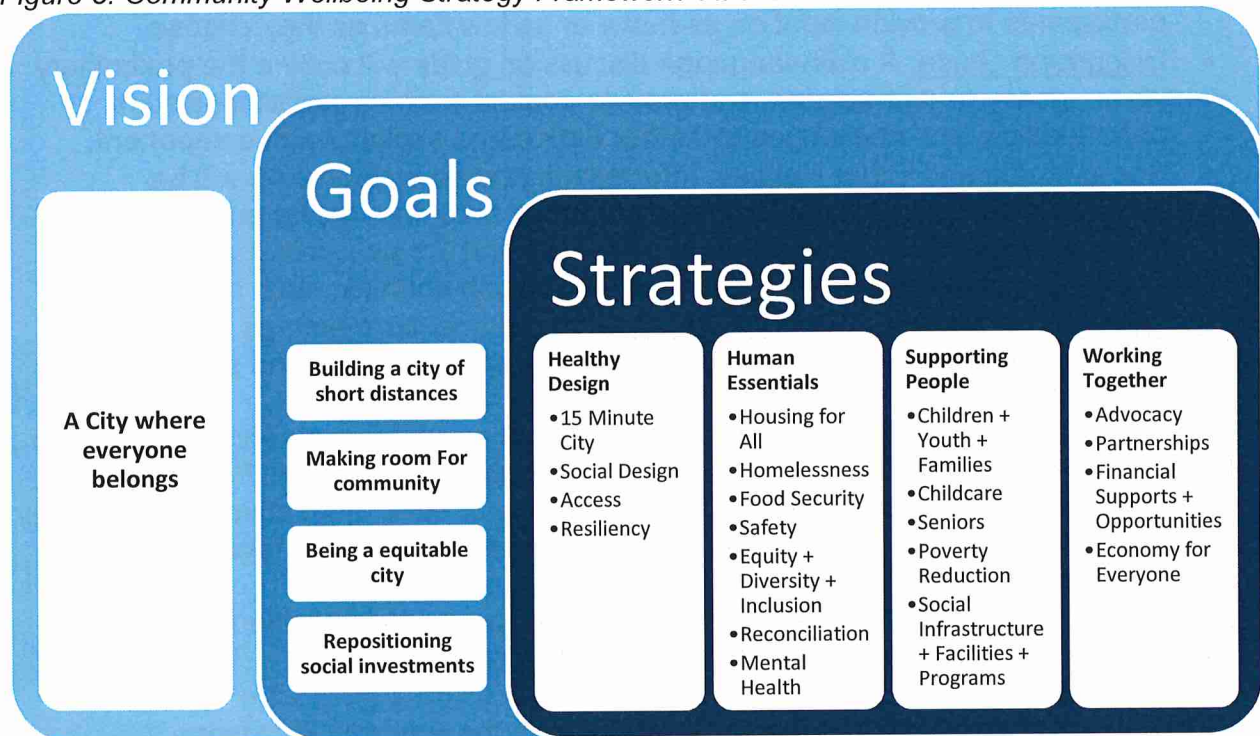 Vision
Goals
Strategies
A City where
everyone
belongs
Building a city of
short distances
Making room For
community
Being a equitable
city
Repositioning
social investments
Healthy
Design
•15 Minute
City
•Social Design
•Access
•Resiliency
Human
Essentials
•Housing for
All
•Homelessness
•Food Security
•Safety
•Equity +
Diversity +
Inclusion
•Reconciliation
•Mental
Health
Supporting
People
•Children +
Youth +
Families
•Childcare
•Seniors
•Poverty
Reduction
•Social
Infrastructure
+ Facilities +
Programs
Working
Together
•Advocacy
•Partnerships
•Financial
Supports +
Opportunities
•Economy for
Everyone